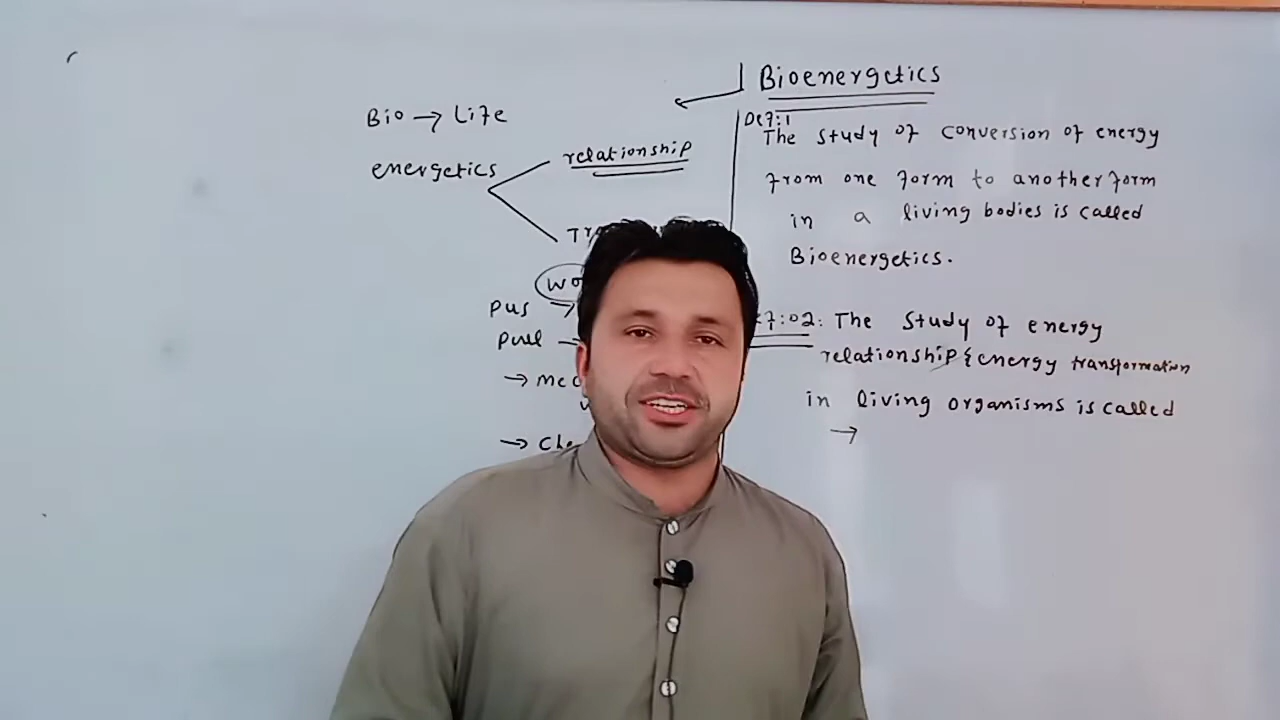 Bioenergetics
Bio → Life
energetics
relationship
pus →
pull →
→
→
Def:1
The study of conversion of energy
from one form to another form
in a living bodies is called
Bioenergetics.
:02: The study of energy
relationship & energy transformation
in living organisms is called
→